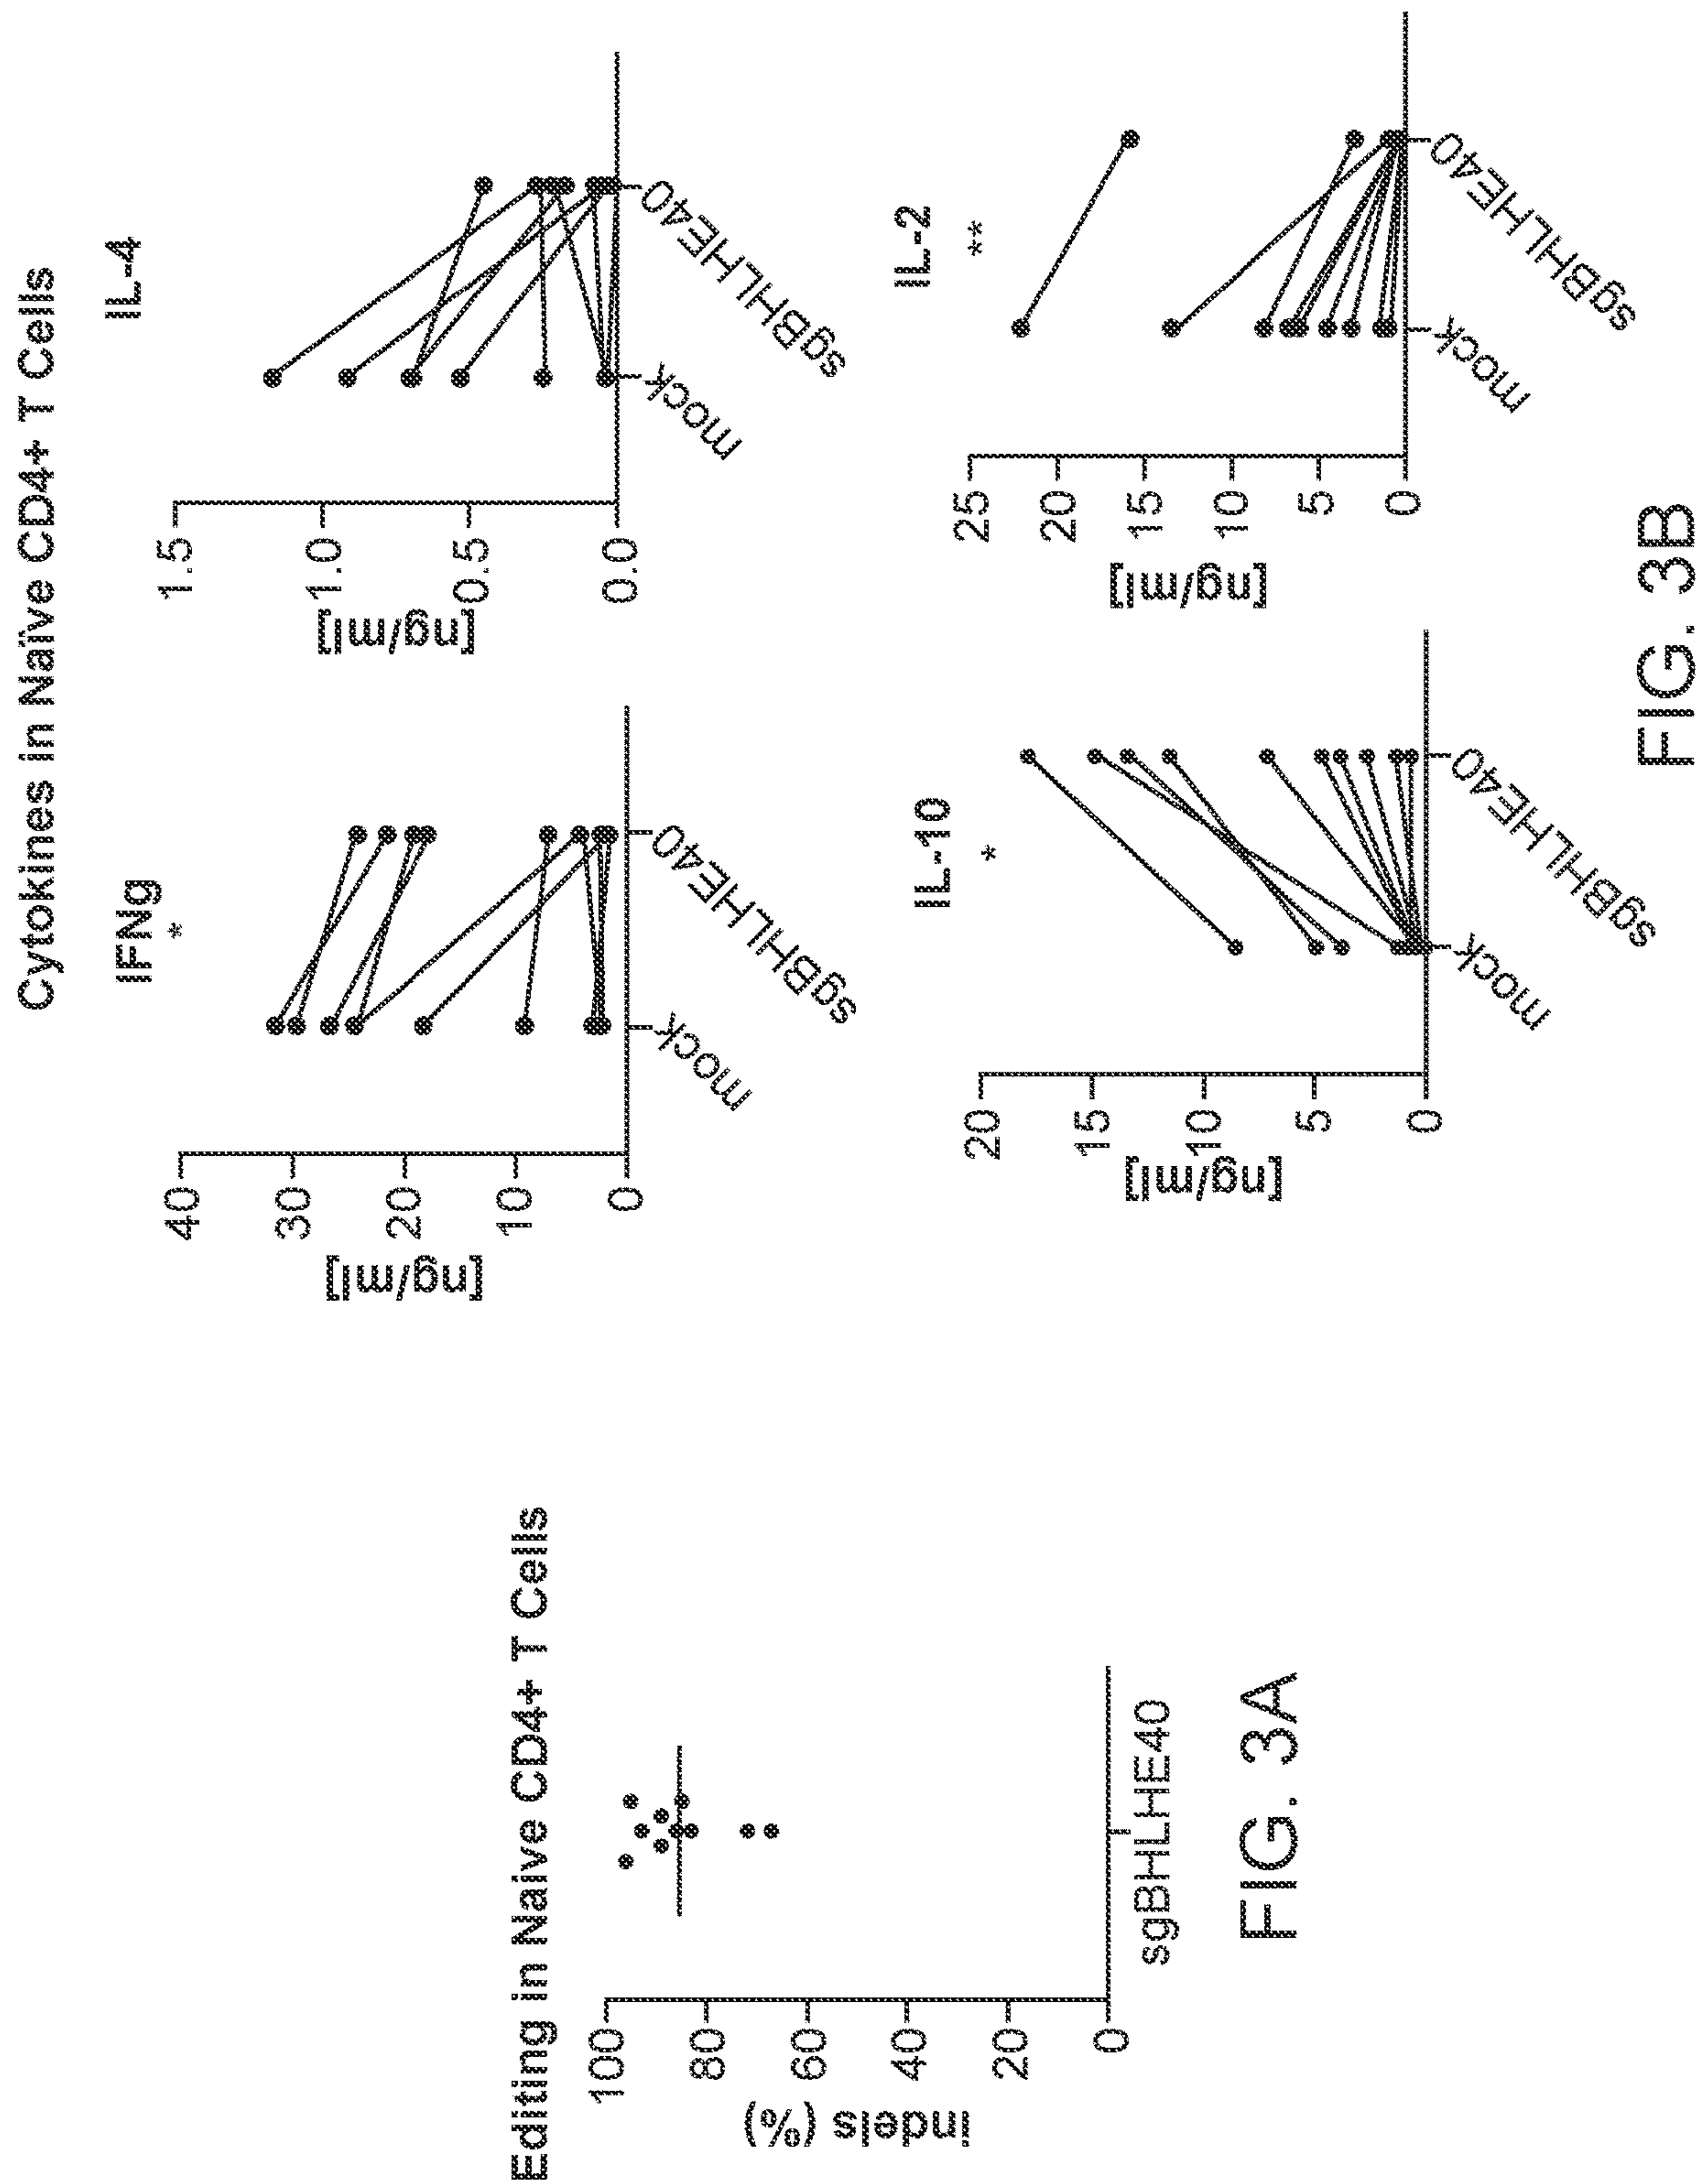 Editing in Naive CD4+ T Cells
indels (%)
100
80
60
40
20
0
sgBHLHE40
FIG. 3A
Cytokines in Naïve CD4+ T Cells
IFNg
*
[ng/ml]
40
30
20
10
0
mock
sgBHLHE40
IL-4
[ng/ml]
1.5
1.0
0.5
0.0
mock
sgBHLHE40
IL-10
*
[ng/ml]
20
15
10
5
0
mock
sgBHLHE40
IL-2
**
[ng/ml]
25
20
15
10
5
0
mock
sgBHLHE40
FIG. 3B